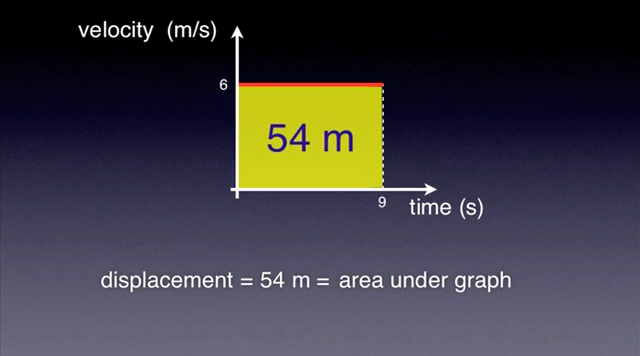 velocity (m/s)
6
54 m
9
time (s)
displacement = 54 m = area under graph